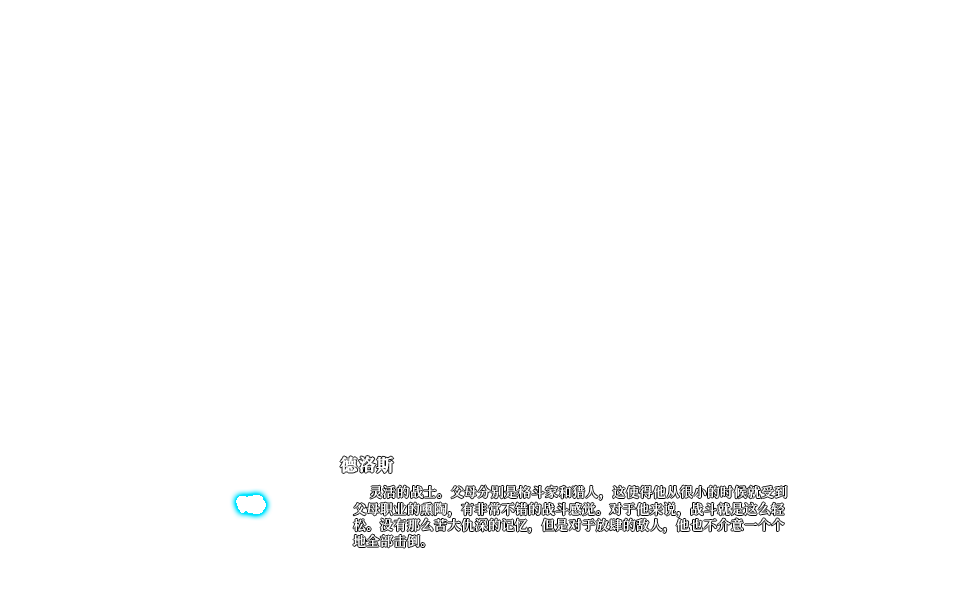 德洛斯
灵活的战士。父母分别是格斗家和猎人，这使得他从很小的时候就受到
父母职业的熏陶，有非常不错的战斗感觉。对于他来说，战斗就是这么轻
松。没有那么苦大仇深的记忆，但是对于放肆的敌人，他也不介意一个个
地全部击倒。